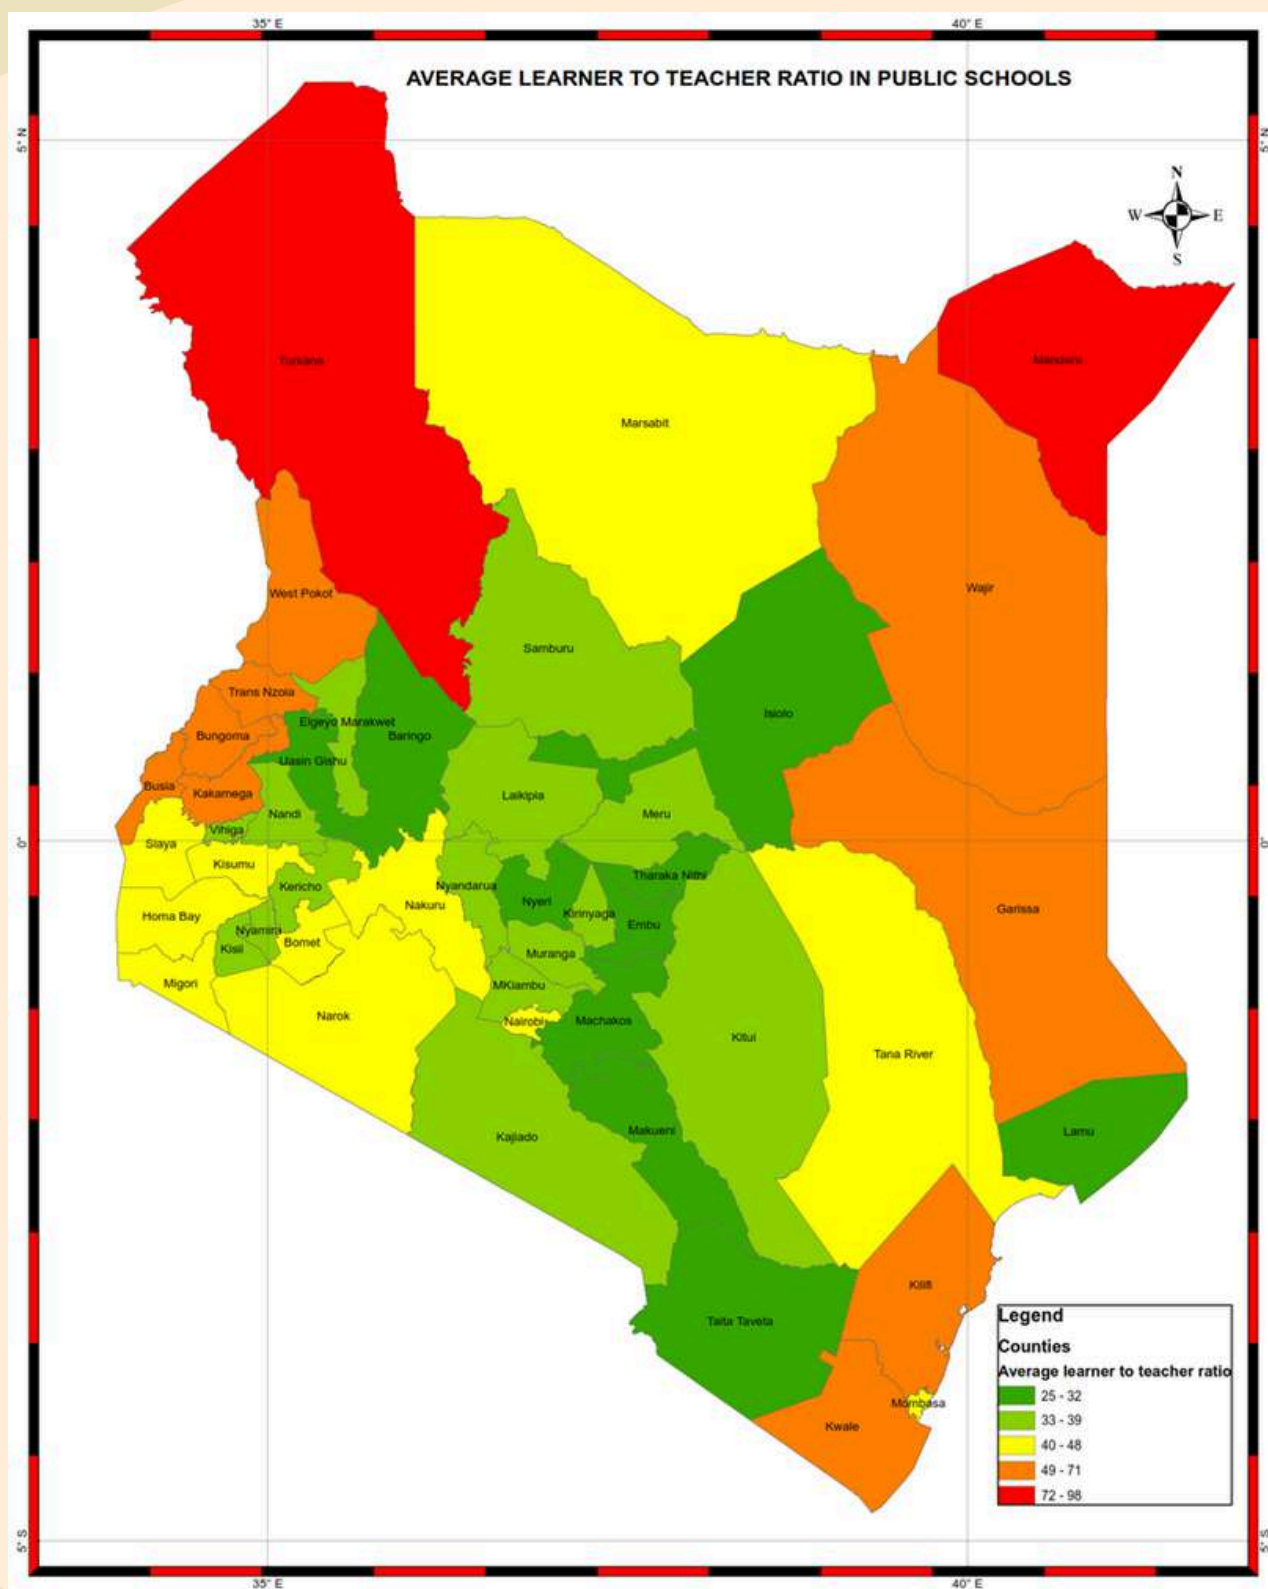 35° E 40° E
AVERAGE LEARNER TO TEACHER RATIO IN PUBLIC SCHOOLS
5° N 5° N
N
W E
S
Turkana
Mandera
Marsabit
Wajir
West Pokot
Samburu
Trans Nzoia
Isiolo
Elgeyo Marakwet
Bungoma
Baringo
Uasin Gishu
Busia
Kakamega
Laikipia
Nandi
Meru
Vihiga
0° 0°
Siaya
Kisumu
Tharaka Nithi
Kericho
Nyandarua
Nyeri
Nakuru
Garissa
Kirinyaga
Homa Bay
Embu
Nyamira
Bomet
Kisii
Muranga
Migori
MKiambu
Narok
Nairobi
Machakos
Kitui
Tana River
Makueni
Lamu
Kajiado
Kilifi
Taita Taveta
Mombasa
Kwale
Legend
Counties
Average learner to teacher ratio
25 - 32
33 - 39
40 - 48
49 - 71
72 - 98
5° S 5° S
35° E 40° E